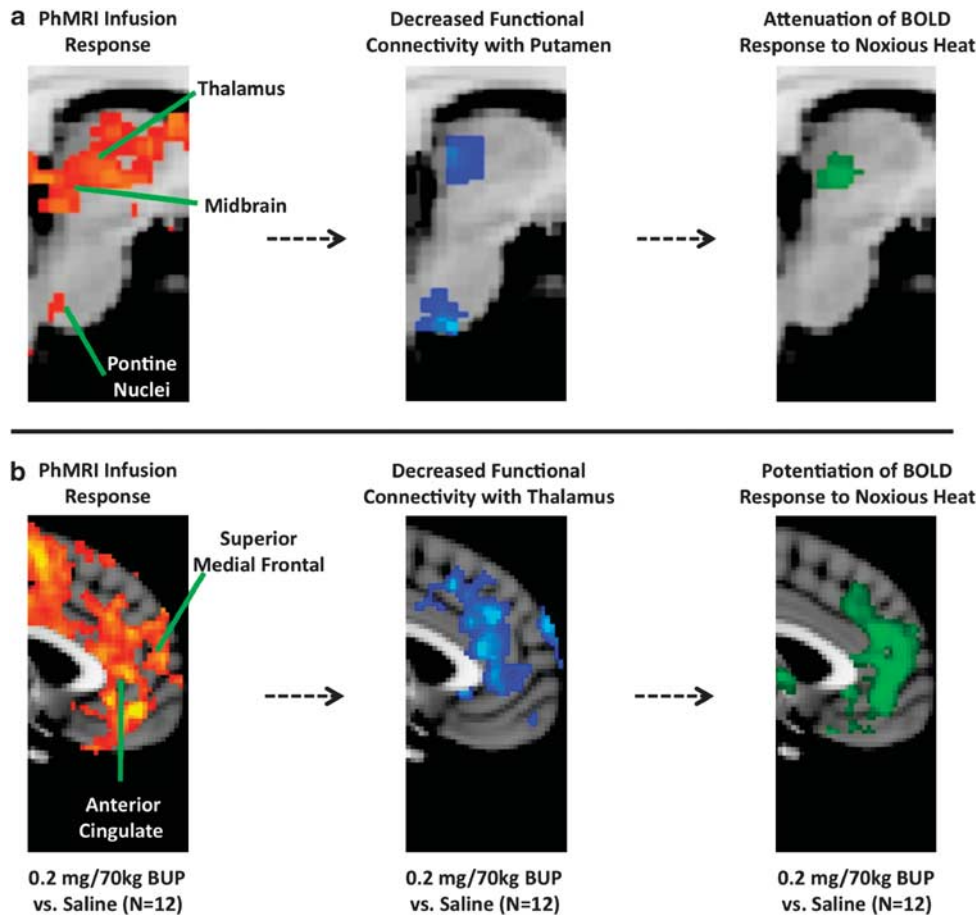 a
PhMRI Infusion
Response
Decreased Functional
Connectivity with Putamen
Attenuation of BOLD
Response to Noxious Heat
Thalamus
Midbrain
Pontine
Nuclei
b
PhMRI Infusion
Response
Decreased Functional
Connectivity with Thalamus
Potentiation of BOLD
Response to Noxious Heat
Superior
Medial Frontal
Anterior
Cingulate
0.2 mg/70kg BUP
vs. Saline (N=12)
0.2 mg/70kg BUP
vs. Saline (N=12)
0.2 mg/70kg BUP
vs. Saline (N=12)